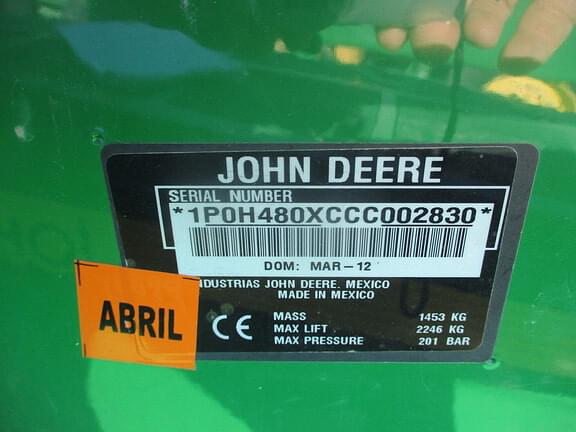 JOHN DEERE
SERIAL NUMBER
*1P0H480XCCC002830*
DOM: MAR-12
NDUSTRIAS JOHN DEERE. MEXICO
MADE IN MEXICO
ABRIL
CE
MASS 1453 KG
MAX LIFT 2246 KG
MAX PRESSURE 201 BAR